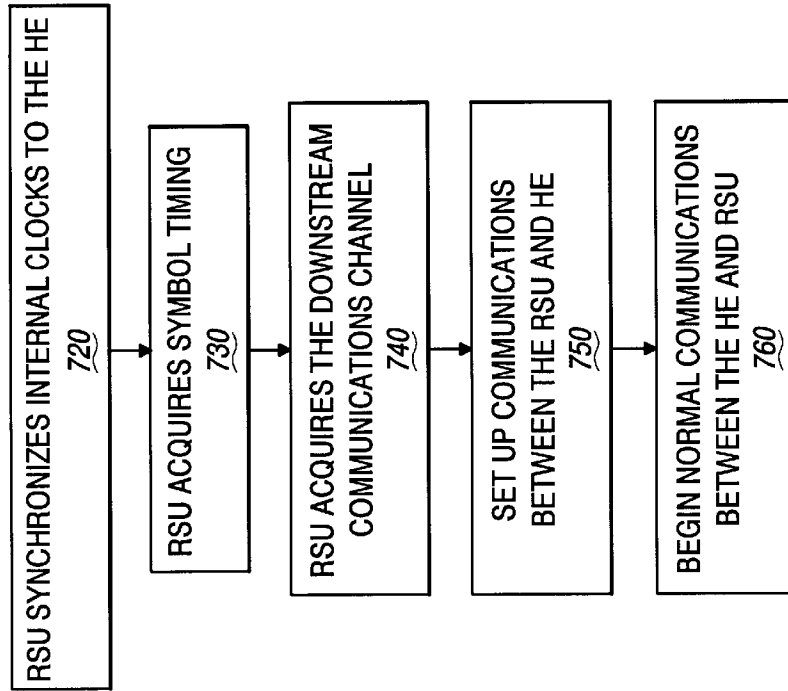 RSU SYNCHRONIZES INTERNAL CLOCKS TO THE HE
720
RSU ACQUIRES SYMBOL TIMING
730
RSU ACQUIRES THE DOWNSTREAM
COMMUNICATIONS CHANNEL
740
SET UP COMMUNICATIONS
BETWEEN THE RSU AND HE
750
BEGIN NORMAL COMMUNICATIONS
BETWEEN THE HE AND RSU
760